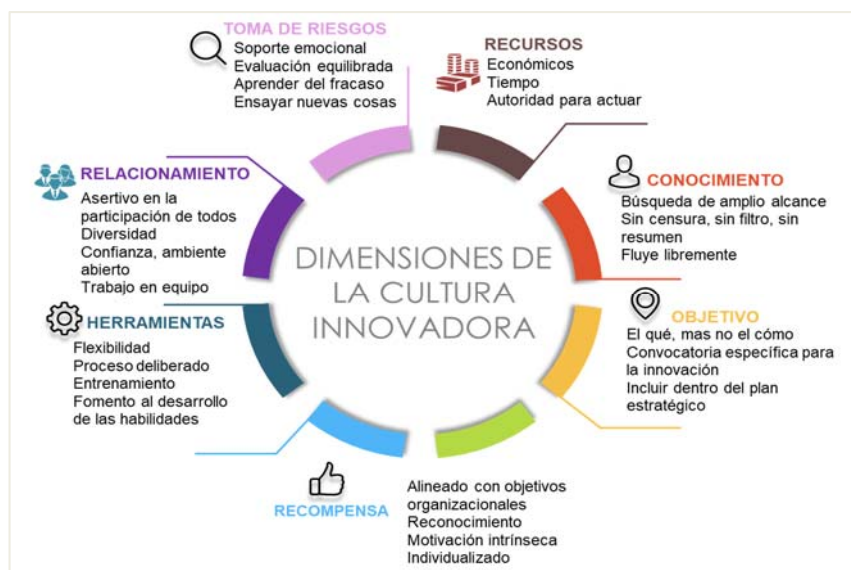 TOMA DE RIESGOS
Soporte emocional
Evaluación equilibrada
Aprender del fracaso
Ensayar nuevas cosas
RECURSOS
Económicos
Tiempo
Autoridad para actuar
RELACIONAMIENTO
Asertivo en la
participación de todos
Diversidad
Confianza, ambiente
abierto
Trabajo en equipo
CONOCIMIENTO
Búsqueda de amplio alcance
Sin censura, sin filtro, sin
resumen
Fluye libremente
DIMENSIONES DE
LA CULTURA
INNOVADORA
HERRAMIENTAS
Flexibilidad
Proceso deliberado
Entrenamiento
Fomento al desarrollo
de las habilidades
OBJETIVO
El qué, mas no el cómo
Convocatoria específica para
la innovación
Incluir dentro del plan
estratégico
RECOMPENSA
Alineado con objetivos
organizacionales
Reconocimiento
Motivación intrínseca
Individualizado